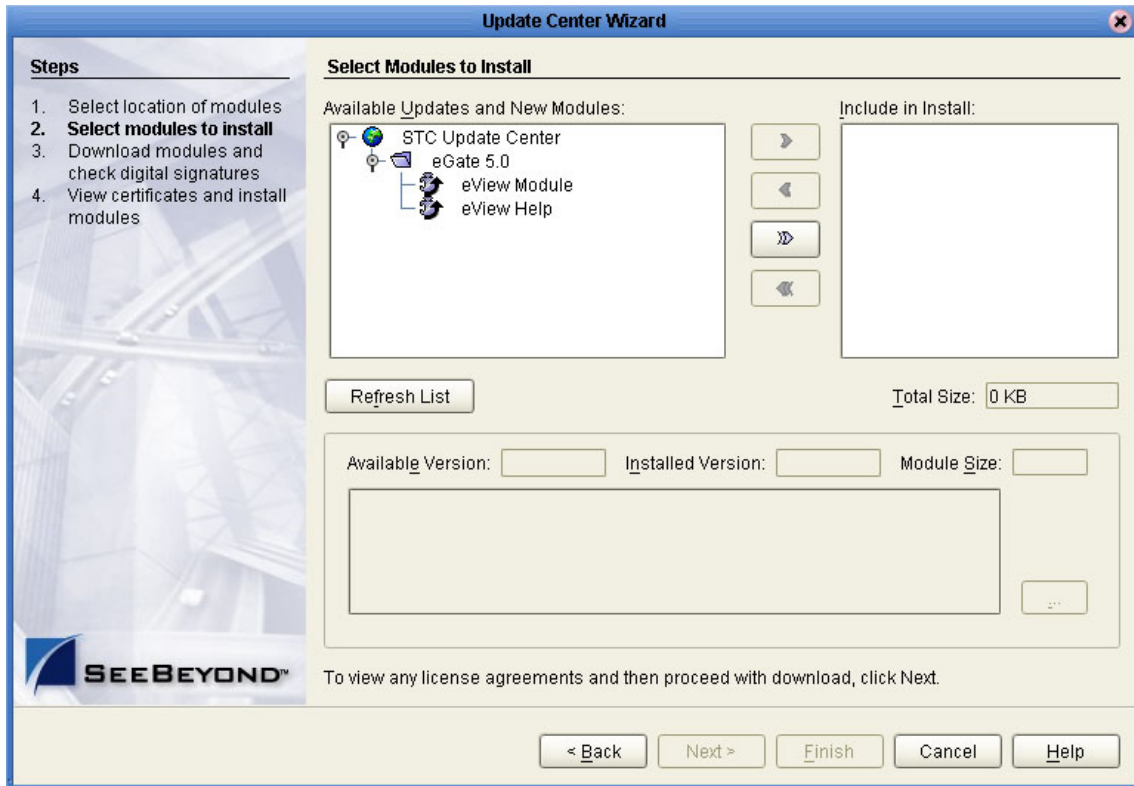 Update Center Wizard
Steps
1. Select location of modules
2. Select modules to install
3. Download modules and
check digital signatures
4. View certificates and install
modules
SEEBEYOND™
Select Modules to Install
Available Updates and New Modules:
STC Update Center
eGate 5.0
eView Module
eView Help
Include in Install:
Refresh List
Total Size: 0 KB
Available Version:
Installed Version:
Module Size:
...
To view any license agreements and then proceed with download, click Next.
< Back
Next >
Finish
Cancel
Help